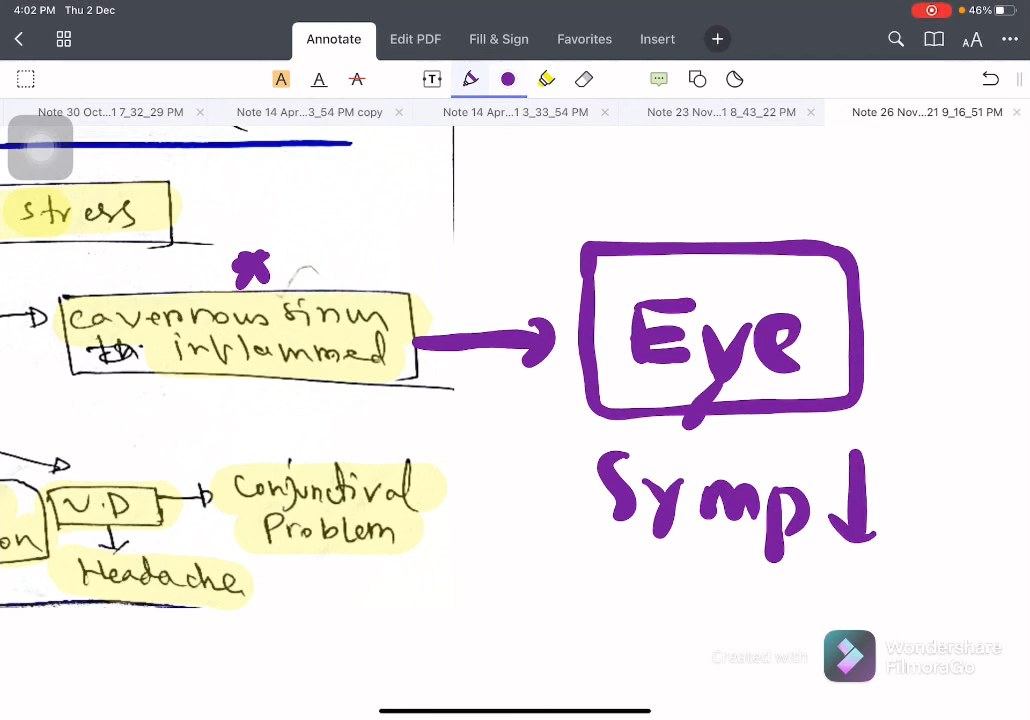 4:02 PM Thu 2 Dec
46%
Annotate Edit PDF Fill & Sign Favorites Insert
Note 30 Oct...1 7_32_29 PM
Note 14 Apr...3_54 PM copy
Note 14 Apr...1 3_33_54 PM
Note 23 Nov...1 8_43_22 PM
Note 26 Nov...21 9_16_51 PM
stress
cavernous sinus
inflammed
Eye
Symp ↓
V.D
Conjunctival
Problem
on
Headache
Created with
Wondershare
FilmoraGo